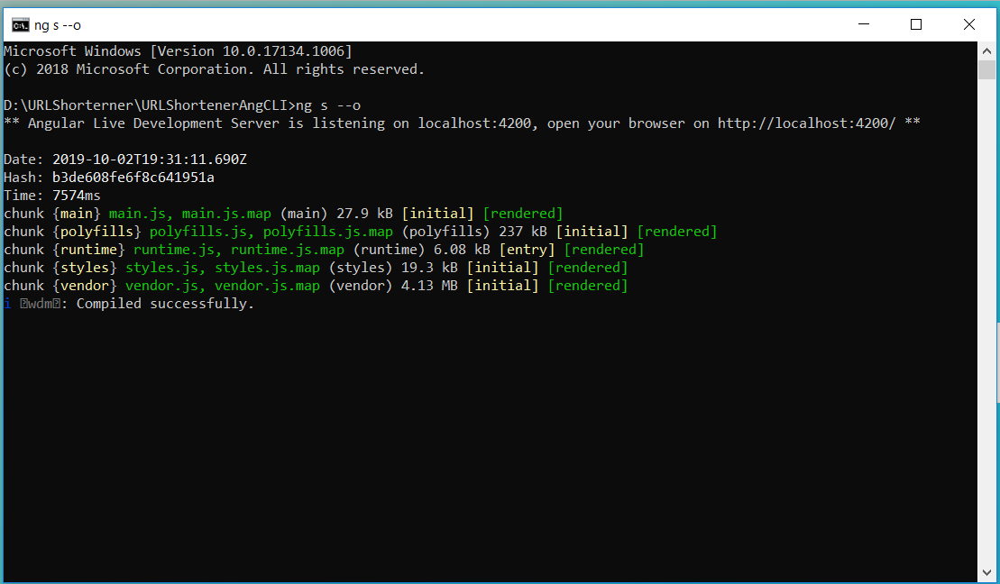 ng s --o
Microsoft Windows [Version 10.0.17134.1006]
(c) 2018 Microsoft Corporation. All rights reserved.
D:\URLShorterner\URLShortenerAngCLI>ng s --o
** Angular Live Development Server is listening on localhost:4200, open your browser on http://localhost:4200/ **
Date: 2019-10-02T19:31:11.690Z
Hash: b3de608fe6f8c641951a
Time: 7574ms
chunk {main} main.js, main.js.map (main) 27.9 kB [initial] [rendered]
chunk {polyfills} polyfills.js, polyfills.js.map (polyfills) 237 kB [initial] [rendered]
chunk {runtime} runtime.js, runtime.js.map (runtime) 6.08 kB [entry] [rendered]
chunk {styles} styles.js, styles.js.map (styles) 19.3 kB [initial] [rendered]
chunk {vendor} vendor.js, vendor.js.map (vendor) 4.13 MB [initial] [rendered]
i wdm: Compiled successfully.